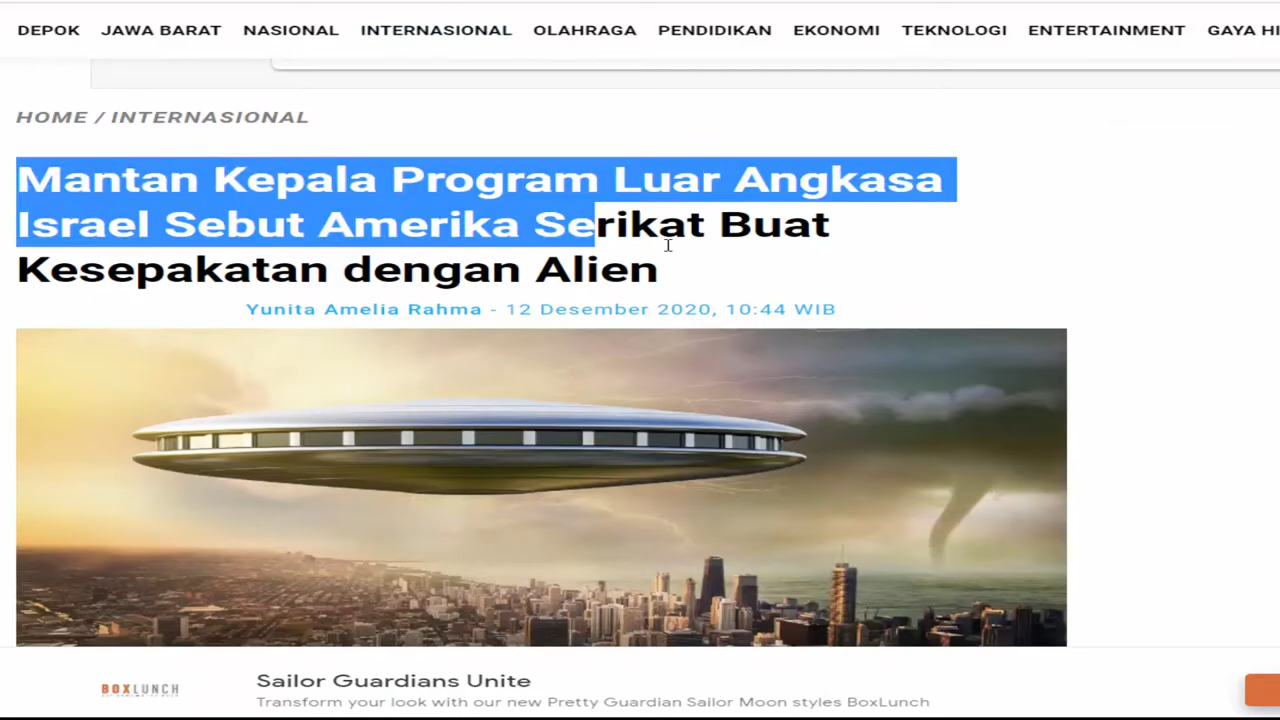 DEPOK JAWA BARAT NASIONAL INTERNASIONAL OLAHRAGA PENDIDIKAN EKONOMI TEKNOLOGI ENTERTAINMENT GAYA HI
HOME / INTERNASIONAL
Mantan Kepala Program Luar Angkasa
Israel Sebut Amerika Serikat Buat
Kesepakatan dengan Alien
Yunita Amelia Rahma - 12 Desember 2020, 10:44 WIB
BOXLUNCH
Sailor Guardians Unite
Transform your look with our new Pretty Guardian Sailor Moon styles BoxLunch